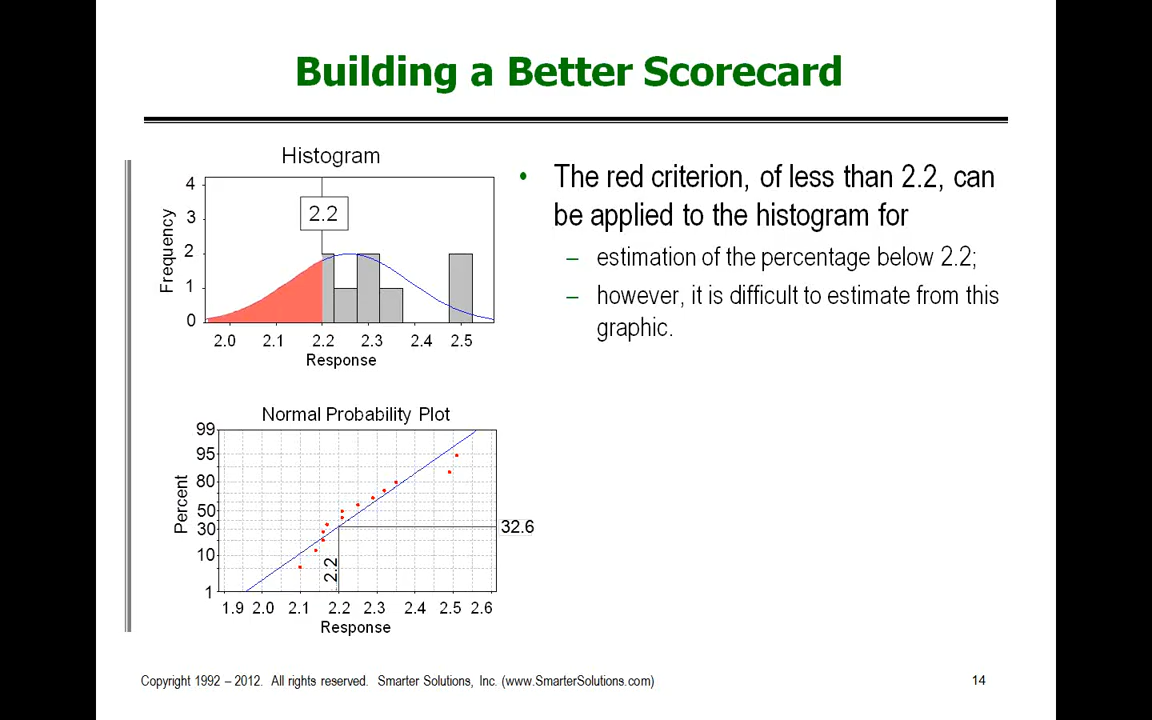 Building a Better Scorecard
Histogram
4
3
2
1
0
Frequency
2.2
2.0 2.1 2.2 2.3 2.4 2.5
Response
• The red criterion, of less than 2.2, can
be applied to the histogram for
– estimation of the percentage below 2.2;
– however, it is difficult to estimate from this
graphic.
Normal Probability Plot
99
95
80
50
30
10
1
Percent
32.6
2.2
1.9 2.0 2.1 2.2 2.3 2.4 2.5 2.6
Response
Copyright 1992 – 2012. All rights reserved. Smarter Solutions, Inc. (www.SmarterSolutions.com)
14